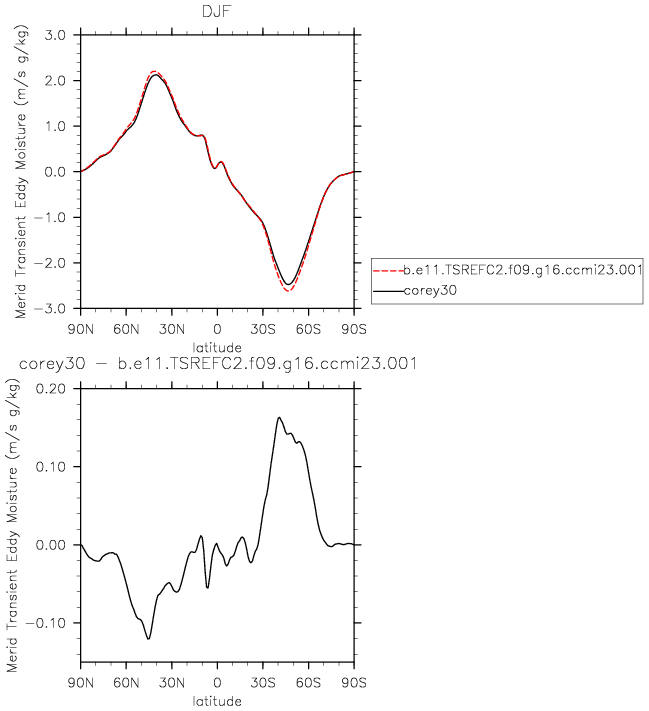 DJF
Merid Transient Eddy Moisture (m/s g/kg)
3.0
2.0
1.0
0.0
−1.0
−2.0
−3.0
90N 60N 30N 0 30S 60S 90S
latitude
b.e11.TSREFC2.f09.g16.ccmi23.001
corey30
corey30 − b.e11.TSREFC2.f09.g16.ccmi23.001
Merid Transient Eddy Moisture (m/s g/kg)
0.20
0.10
0.00
−0.10
90N 60N 30N 0 30S 60S 90S
latitude